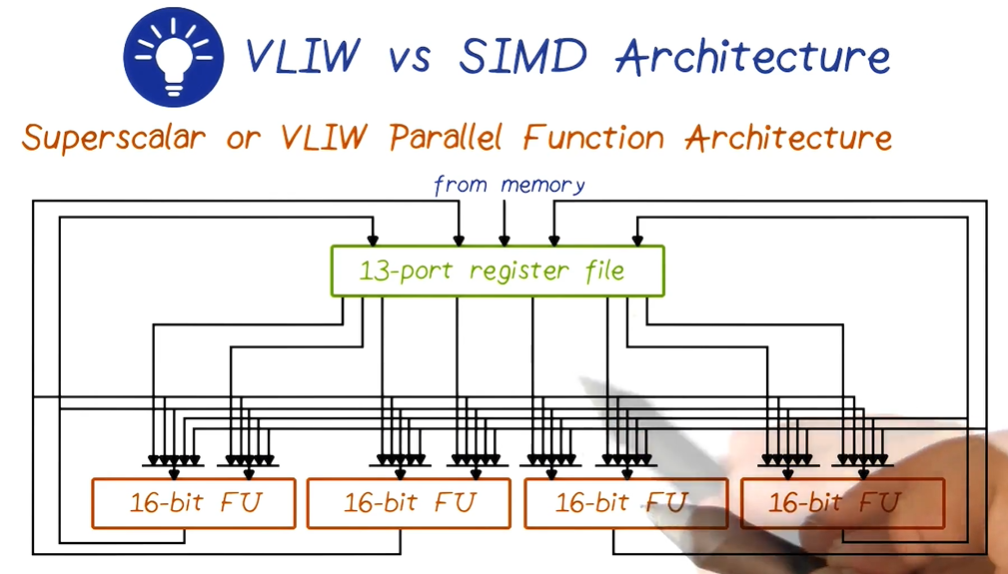 VLIW vs SIMD Architecture
Superscalar or VLIW Parallel Function Architecture
from memory
13-port register file
16-bit FU 16-bit FU 16-bit FU 16-bit FU